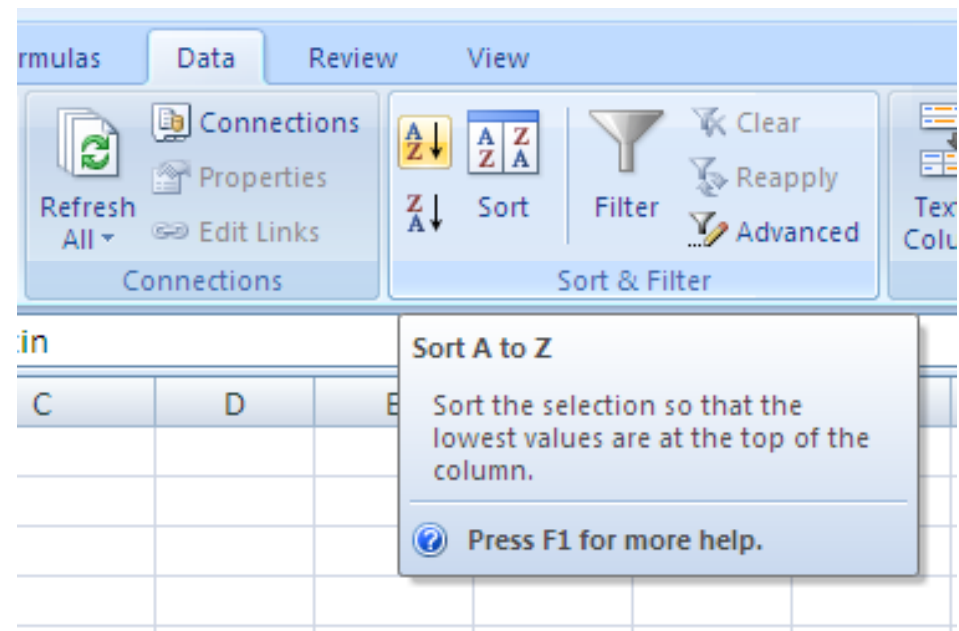 rmulas Data Review View
Connections
Properties
Edit Links
Refresh
All
Connections
A
Z
Z
A
A Z
Z A
Sort
Filter
Clear
Reapply
Advanced
Sort & Filter
Tex
Colu
in
C D E
Sort A to Z
Sort the selection so that the
lowest values are at the top of the
column.
Press F1 for more help.